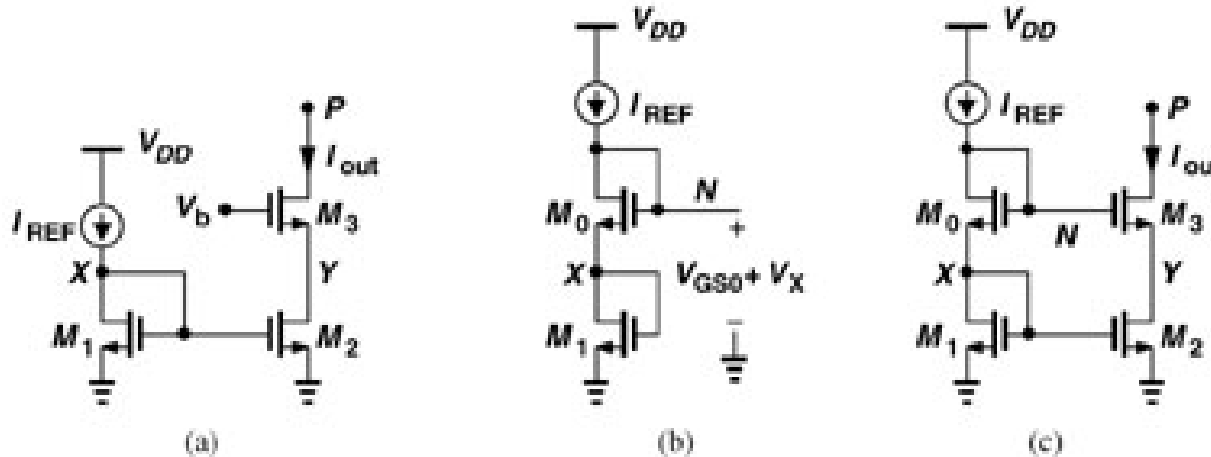 V_DD
I_REF
X
M_1
V_b
P
I_out
M_3
Y
M_2
(a)
V_DD
I_REF
M_0
N
+
X
V_GS0 + V_X
−
M_1
(b)
V_DD
I_REF
P
I_ou
M_0
N
M_3
X
Y
M_1
M_2
(c)